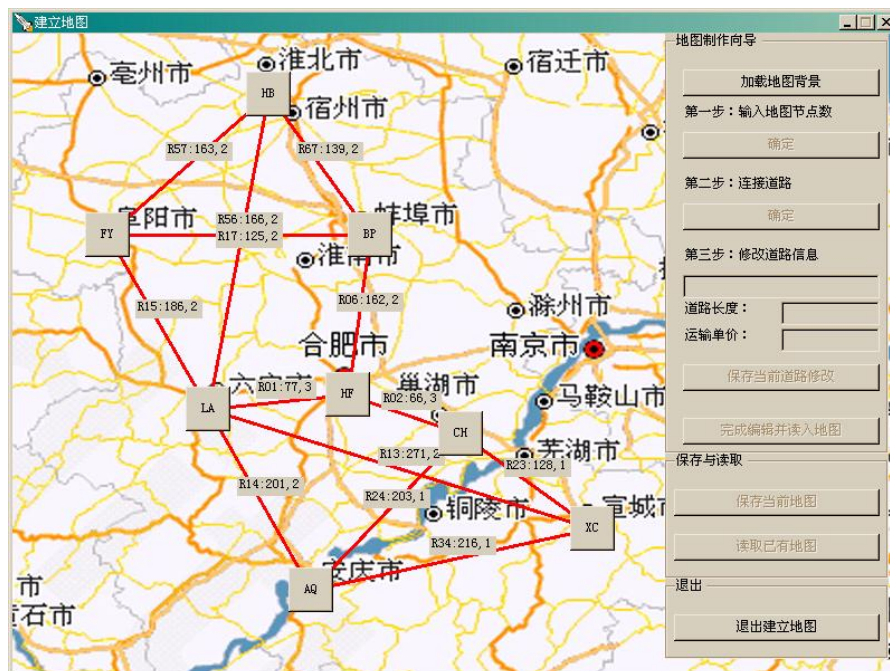 建立地图
亳州市
淮北市
宿迁市
HB
宿州市
R57:163,2
R67:139,2
阜阳市
FY
R56:166,2
R17:125,2
蚌埠市
BP
淮南市
R15:186,2
R06:162,2
滁州市
合肥市
南京市
六安市
R01:77,3
HF
R02:66,3
巢湖市
马鞍山市
LA
CH
R13:271,2
芜湖市
R23:128,1
R14:201,2
R24:203,1
铜陵市
宣城市
XC
R34:216,1
安庆市
AQ
市
黄石市
地图制作向导
加载地图背景
第一步:输入地图节点数
确定
第二步:连接道路
确定
第三步:修改道路信息
道路长度:
运输单价:
保存当前道路修改
完成编辑并读入地图
保存与读取
保存当前地图
读取已有地图
退出
退出建立地图